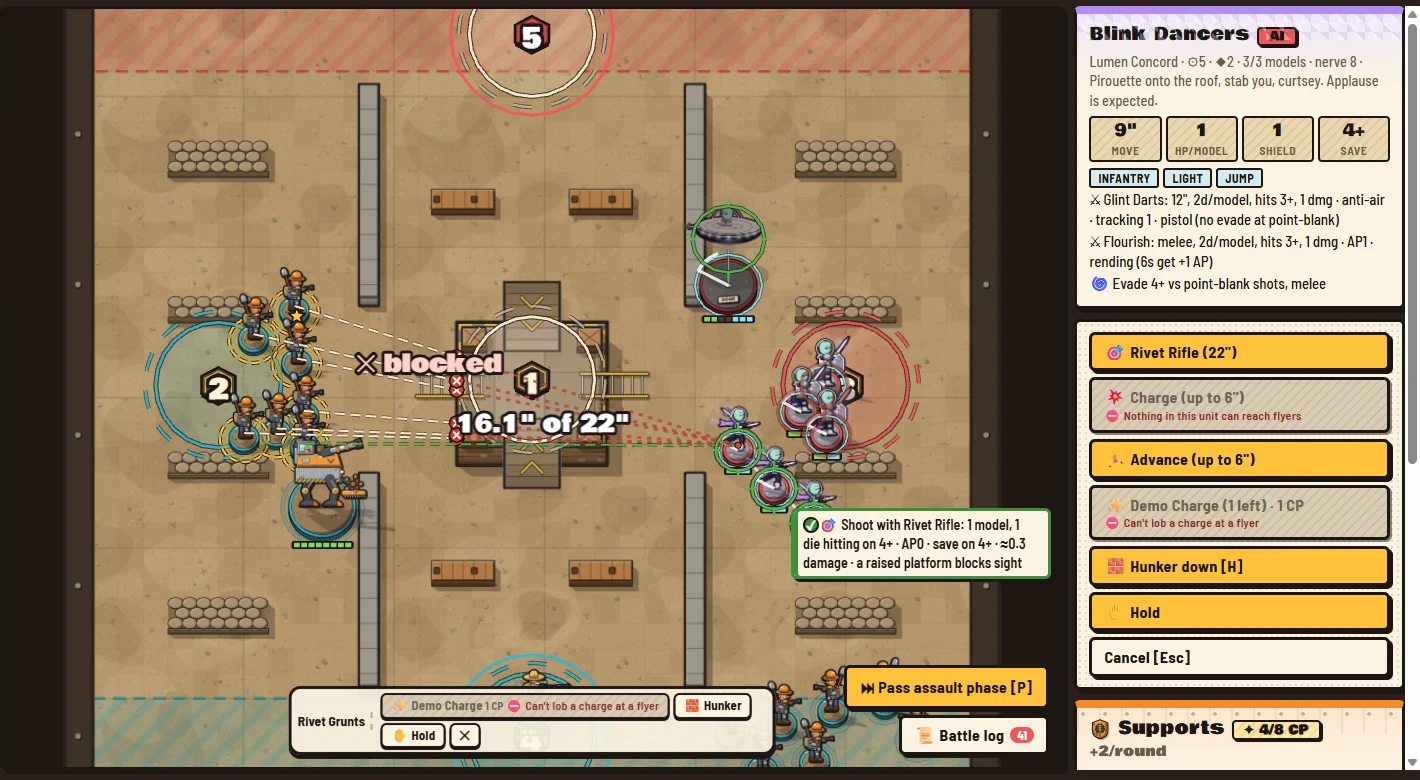 5
2
1
DONE
blocked
16.1" of 22"
Shoot with Rivet Rifle: 1 model, 1
die hitting on 4+ · AP0 · save on 4+ · ≈0.3
damage · a raised platform blocks sight
Rivet Grunts
Demo Charge 1 CP Can't lob a charge at a flyer
Hunker
Hold
Pass assault phase [P]
Battle log 41
Blink Dancers AI
Lumen Concord · ⊙5 · ◆2 · 3/3 models · nerve 8 ·
Pirouette onto the roof, stab you, curtsey. Applause
is expected.
9" 1 1 4+
MOVE HP/MODEL SHIELD SAVE
INFANTRY LIGHT JUMP
⚔ Glint Darts: 12", 2d/model, hits 3+, 1 dmg · anti-air
· tracking 1 · pistol (no evade at point-blank)
⚔ Flourish: melee, 2d/model, hits 3+, 1 dmg · AP1 ·
rending (6s get +1 AP)
🌀 Evade 4+ vs point-blank shots, melee
Rivet Rifle (22")
Charge (up to 6")
Nothing in this unit can reach flyers
Advance (up to 6")
Demo Charge (1 left) · 1 CP
Can't lob a charge at a flyer
Hunker down [H]
Hold
Cancel [Esc]
Supports ✦ 4/8 CP
+2/round